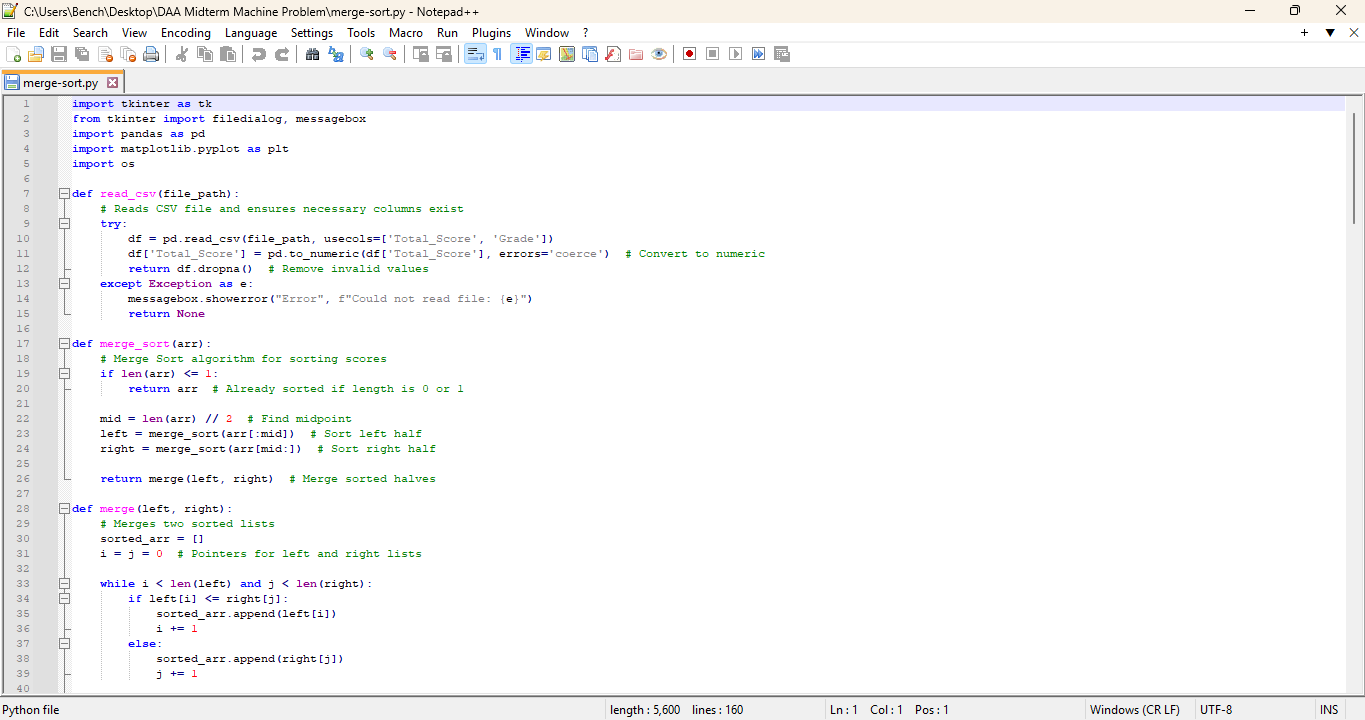 C:\Users\Bench\Desktop\DAA Midterm Machine Problem\merge-sort.py - Notepad++
File Edit Search View Encoding Language Settings Tools Macro Run Plugins Window ?
merge-sort.py
1 import tkinter as tk
2 from tkinter import filedialog, messagebox
3 import pandas as pd
4 import matplotlib.pyplot as plt
5 import os
6
7 def read_csv(file_path):
8     # Reads CSV file and ensures necessary columns exist
9     try:
10         df = pd.read_csv(file_path, usecols=['Total_Score', 'Grade'])
11         df['Total_Score'] = pd.to_numeric(df['Total_Score'], errors='coerce')  # Convert to numeric
12         return df.dropna()  # Remove invalid values
13     except Exception as e:
14         messagebox.showerror("Error", f"Could not read file: {e}")
15         return None
16
17 def merge_sort(arr):
18     # Merge Sort algorithm for sorting scores
19     if len(arr) <= 1:
20         return arr  # Already sorted if length is 0 or 1
21
22     mid = len(arr) // 2  # Find midpoint
23     left = merge_sort(arr[:mid])  # Sort left half
24     right = merge_sort(arr[mid:])  # Sort right half
25
26     return merge(left, right)  # Merge sorted halves
27
28 def merge(left, right):
29     # Merges two sorted lists
30     sorted_arr = []
31     i = j = 0  # Pointers for left and right lists
32
33     while i < len(left) and j < len(right):
34         if left[i] <= right[j]:
35             sorted_arr.append(left[i])
36             i += 1
37         else:
38             sorted_arr.append(right[j])
39             j += 1
40
Python file length : 5,600 lines : 160 Ln : 1 Col : 1 Pos : 1 Windows (CR LF) UTF-8 INS